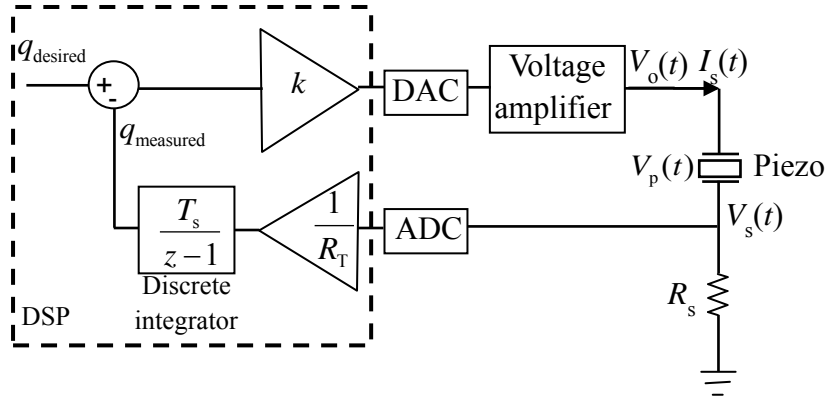 q_desired
+
-
k
DAC
Voltage
amplifier
V_o(t) I_s(t)
q_measured
V_p(t)
Piezo
T_s
z − 1
1
R_T
ADC
V_s(t)
Discrete
integrator
DSP
R_s